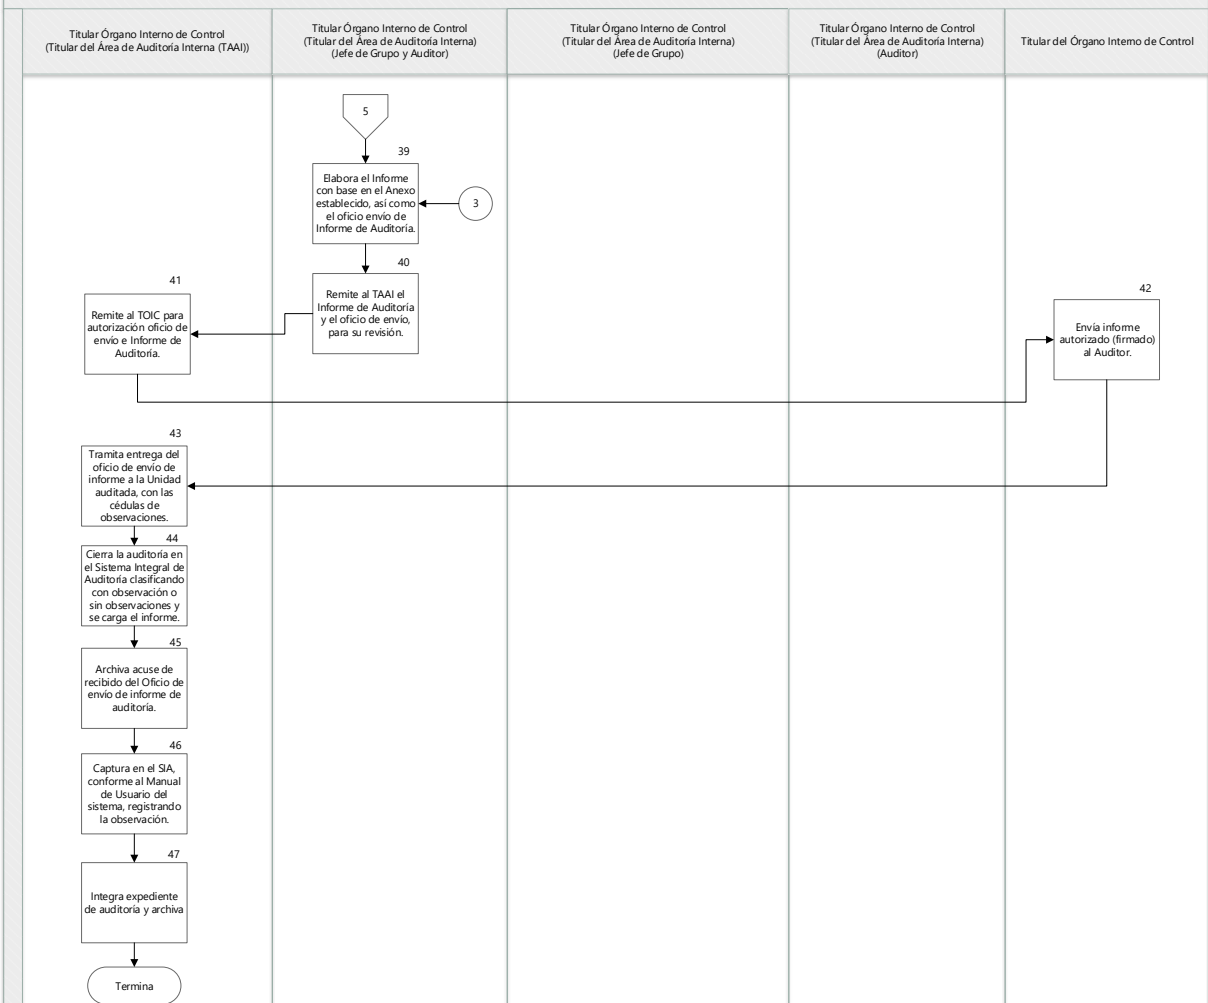 Titular Órgano Interno de Control
(Titular del Área de Auditoría Interna (TAAI))
Titular Órgano Interno de Control
(Titular del Área de Auditoría Interna)
(Jefe de Grupo y Auditor)
Titular Órgano Interno de Control
(Titular del Área de Auditoría Interna)
(Jefe de Grupo)
Titular Órgano Interno de Control
(Titular del Área de Auditoría Interna)
(Auditor)
Titular del Órgano Interno de Control
5
39
Elabora el Informe
con base en el Anexo
establecido, así como
el oficio envío de
Informe de Auditoría.
3
40
Remite al TAAI el
Informe de Auditoría
y el oficio de envío,
para su revisión.
41
Remite al TOIC para
autorización oficio de
envío e Informe de
Auditoría.
42
Envía informe
autorizado (firmado)
al Auditor.
43
Tramita entrega del
oficio de envío de
informe a la Unidad
auditada, con las
cédulas de
observaciones.
44
Cierra la auditoría en
el Sistema Integral de
Auditoría clasificando
con observación o
sin observaciones y
se carga el informe.
45
Archiva acuse de
recibido del Oficio de
envío de informe de
auditoría.
46
Captura en el SIA,
conforme al Manual
de Usuario del
sistema, registrando
la observación.
47
Integra expediente
de auditoría y archiva
Termina